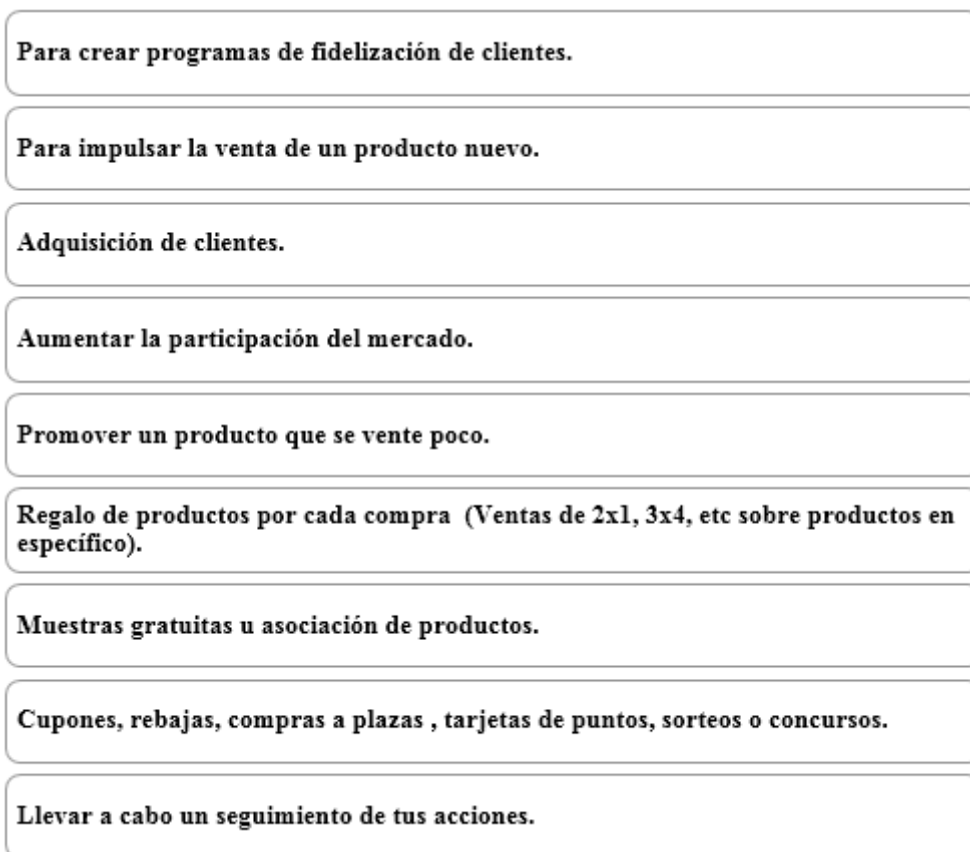 Para crear programas de fidelización de clientes.
Para impulsar la venta de un producto nuevo.
Adquisición de clientes.
Aumentar la participación del mercado.
Promover un producto que se vente poco.
Regalo de productos por cada compra  (Ventas de 2x1, 3x4, etc sobre productos en
específico).
Muestras gratuitas u asociación de productos.
Cupones, rebajas, compras a plazas , tarjetas de puntos, sorteos o concursos.
Llevar a cabo un seguimiento de tus acciones.